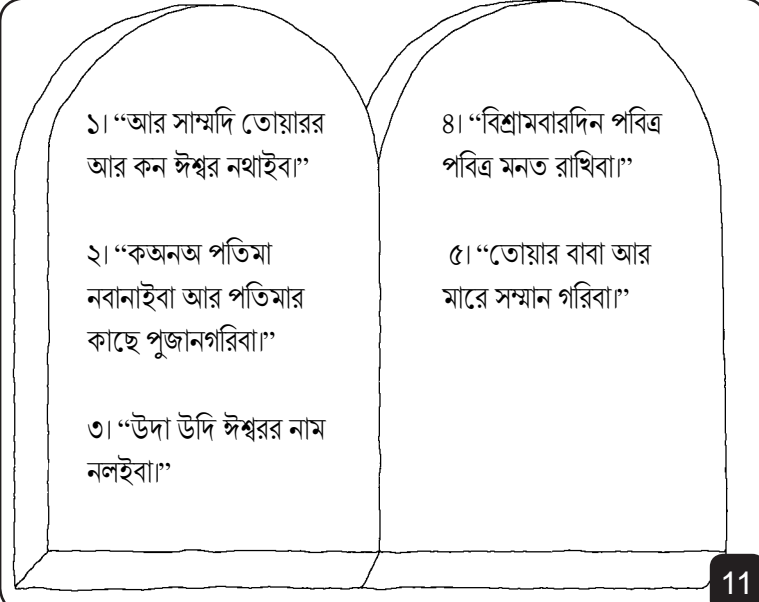 ১। “আর সাম্মদি তোয়ারর
আর কন ঈশ্বর নথাইব।”
২। “কঅনঅ পতিমা
নবানাইবা আর পতিমার
কাছে পুজানগরিবা।”
৩। “উদা উদি ঈশ্বরর নাম
নলইবা।”
৪। “বিশ্রামবারদিন পবিত্র
পবিত্র মনত রাখিবা।”
৫। “তোয়ার বাবা আর
মারে সম্মান গরিবা।”
11